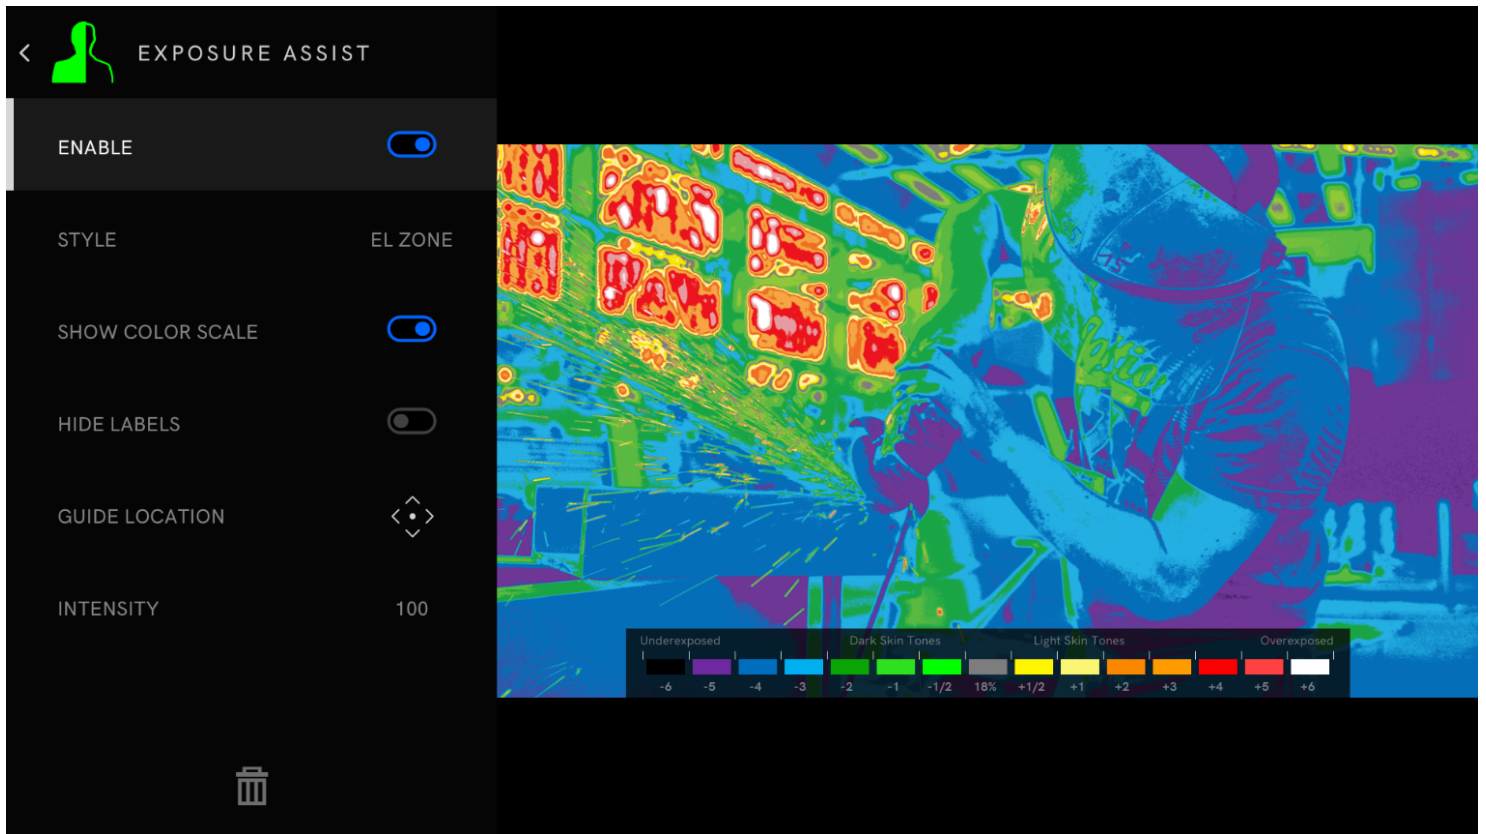 EXPOSURE ASSIST
ENABLE
STYLE EL ZONE
SHOW COLOR SCALE
HIDE LABELS
GUIDE LOCATION
INTENSITY 100
Underexposed Dark Skin Tones Light Skin Tones Overexposed
-6 -5 -4 -3 -2 -1 -1/2 18% +1/2 +1 +2 +3 +4 +5 +6